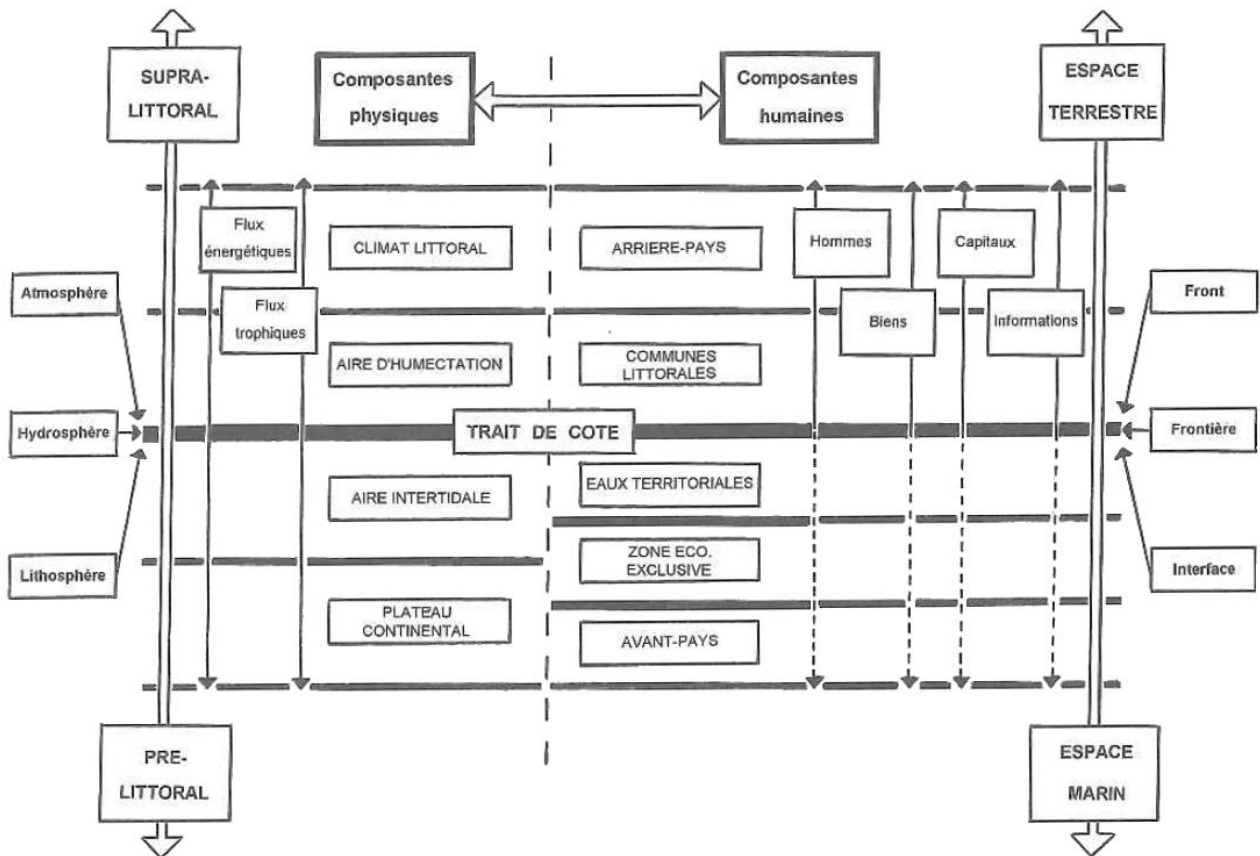 SUPRA-
LITTORAL
Composantes
physiques
Composantes
humaines
ESPACE
TERRESTRE
Flux
énergétiques
CLIMAT LITTORAL
ARRIERE-PAYS
Hommes
Capitaux
Atmosphère
Flux
trophiques
Biens
Informations
Front
AIRE D'HUMECTATION
COMMUNES
LITTORALES
Hydrosphère
TRAIT DE COTE
Frontière
AIRE INTERTIDALE
EAUX TERRITORIALES
Lithosphère
ZONE ECO.
EXCLUSIVE
Interface
PLATEAU
CONTINENTAL
AVANT-PAYS
PRE-
LITTORAL
ESPACE
MARIN